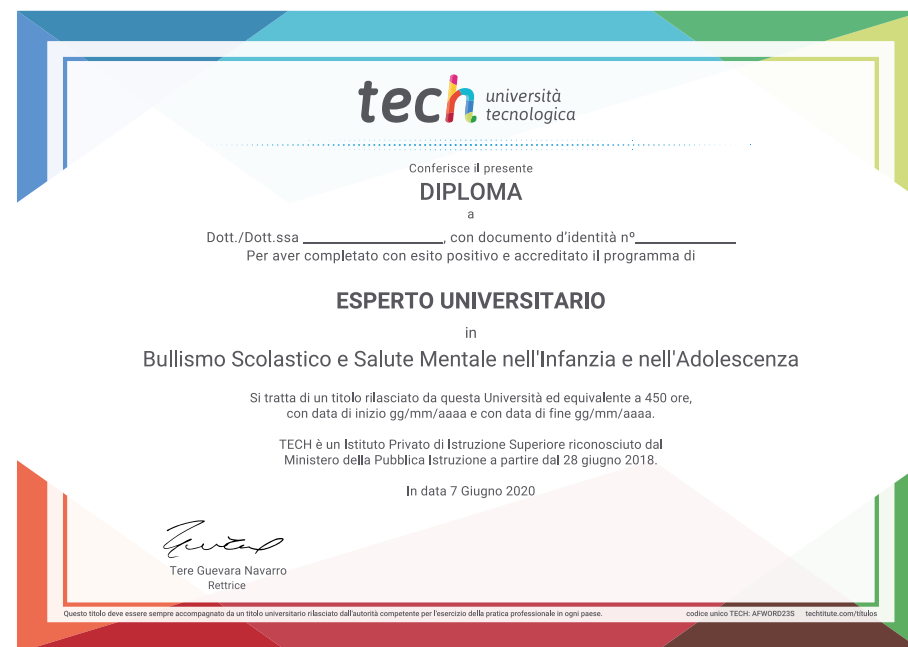 tech università
tecnologica
Conferisce il presente
DIPLOMA
a
Dott./Dott.ssa ____________________, con documento d'identità nº______________
Per aver completato con esito positivo e accreditato il programma di
ESPERTO UNIVERSITARIO
in
Bullismo Scolastico e Salute Mentale nell'Infanzia e nell'Adolescenza
Si tratta di un titolo rilasciato da questa Università ed equivalente a 450 ore,
con data di inizio gg/mm/aaaa e con data di fine gg/mm/aaaa.
TECH è un Istituto Privato di Istruzione Superiore riconosciuto dal
Ministero della Pubblica Istruzione a partire dal 28 giugno 2018.
In data 7 Giugno 2020
Tere Guevara Navarro
Rettrice
Questo titolo deve essere sempre accompagnato da un titolo universitario rilasciato dall'autorità competente per l'esercizio della pratica professionale in ogni paese. codice unico TECH: AFWORD23S techtitute.com/titulos